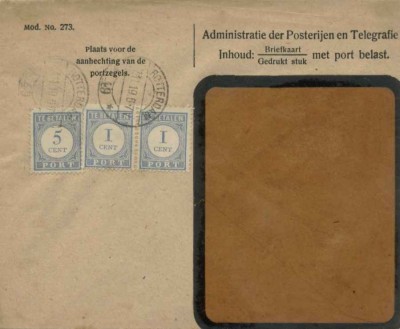 Mod. No. 273.
Plaats voor de
aanhechting van de
portzegels.
Administratie der Posterijen en Telegrafie
Inhoud: Briefkaart
Gedrukt stuk
met port belast.
TE BETALEN
5
CENT
PORT
TE BETALEN
1
CENT
PORT
TE BETALEN
1
CENT
PORT